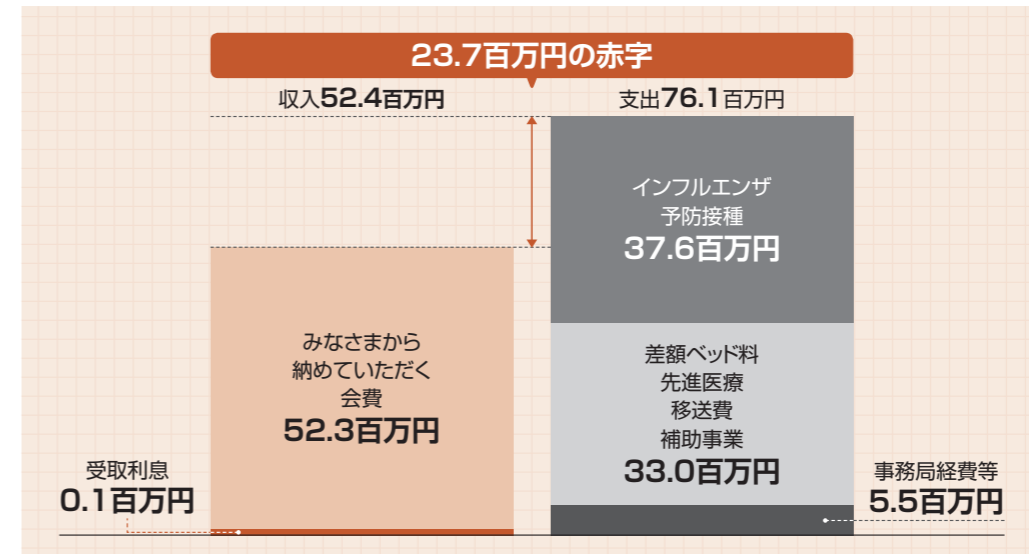 23.7百万円の赤字
収入52.4百万円
支出76.1百万円
インフルエンザ
予防接種
37.6百万円
みなさまから
納めていただく
会費
52.3百万円
差額ベッド料
先進医療
移送費
補助事業
33.0百万円
受取利息
0.1百万円
事務局経費等
5.5百万円